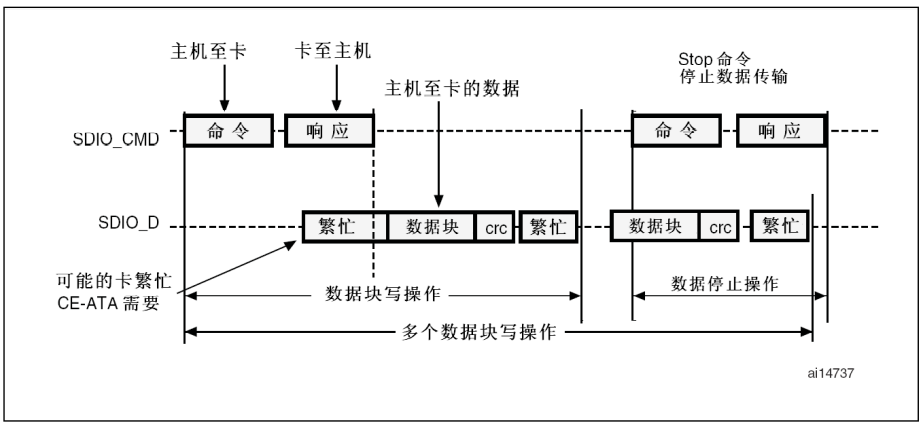 主机至卡
卡至主机
Stop 命令
停止数据传输
主机至卡的数据
SDIO_CMD
命令
响应
命令
响应
SDIO_D
繁忙
数据块
crc
繁忙
数据块
crc
繁忙
可能的卡繁忙
CE-ATA 需要
数据块写操作
数据停止操作
多个数据块写操作
ai14737